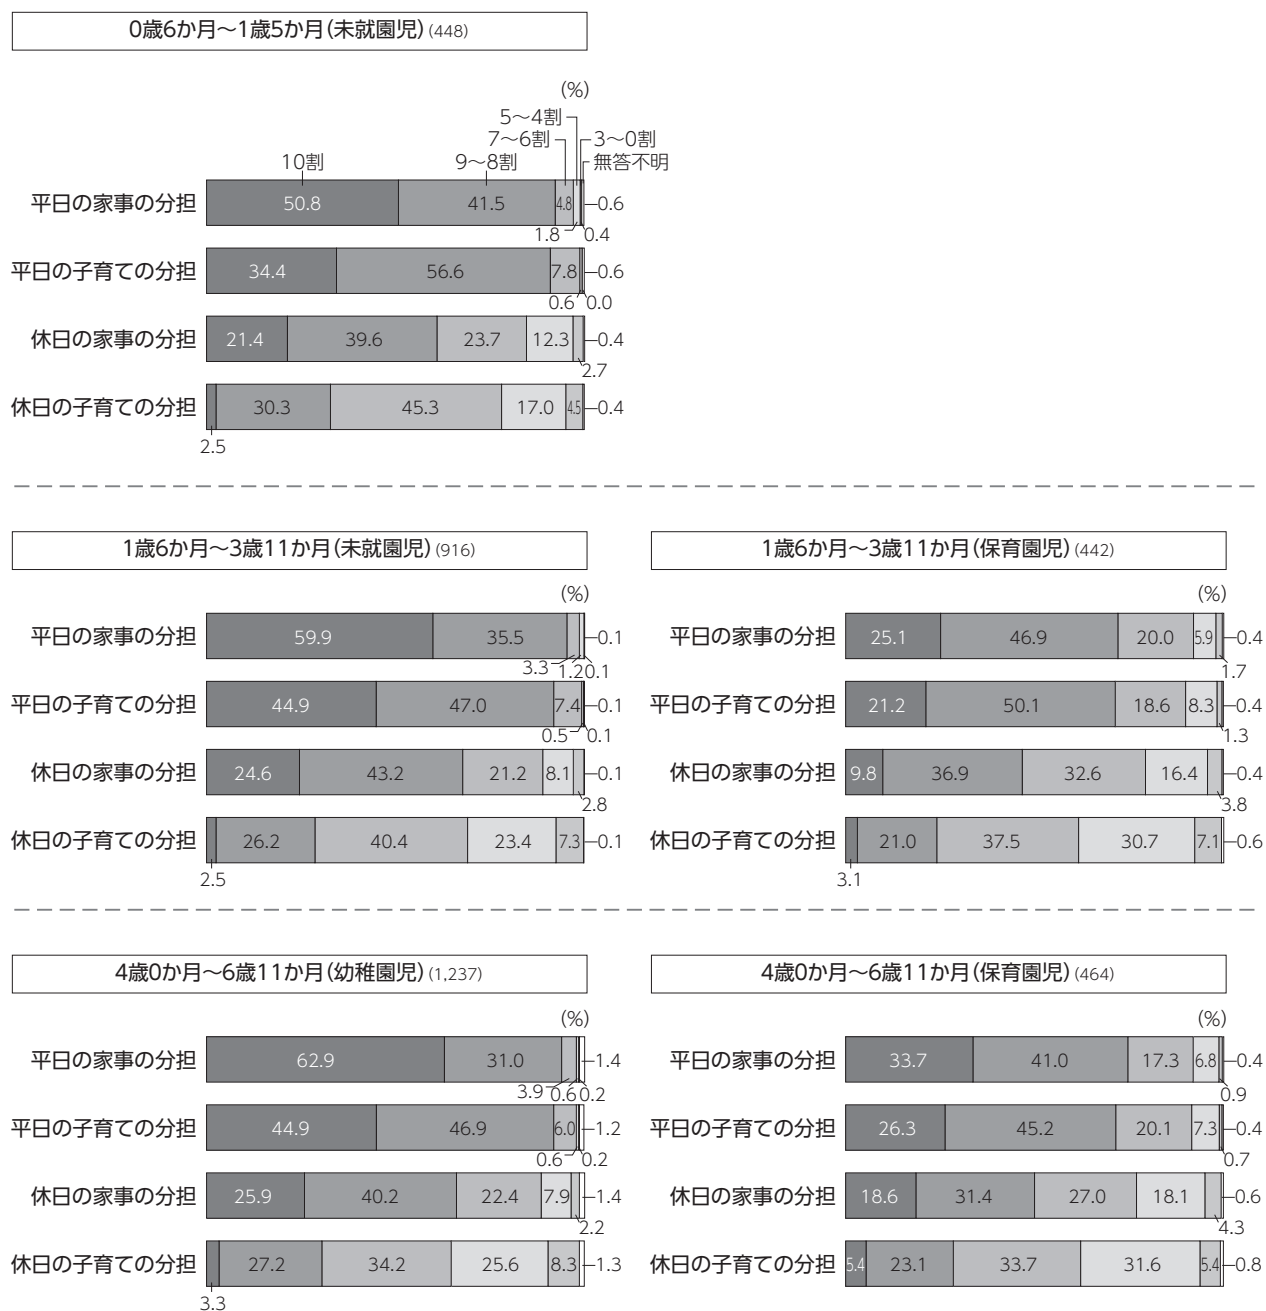 0歳6か月～1歳5か月(未就園児)(448)
(%)
5～4割
7～6割 3～0割
10割 9～8割 無答不明
平日の家事の分担 50.8 41.5 4.8 0.6
1.8 0.4
平日の子育ての分担 34.4 56.6 7.8 0.6
0.6 0.0
休日の家事の分担 21.4 39.6 23.7 12.3 0.4
2.7
休日の子育ての分担 30.3 45.3 17.0 4.5 0.4
2.5
1歳6か月～3歳11か月(未就園児)(916)
(%)
平日の家事の分担 59.9 35.5 0.1
3.3 1.2 0.1
平日の子育ての分担 44.9 47.0 7.4 0.1
0.5 0.1
休日の家事の分担 24.6 43.2 21.2 8.1 0.1
2.8
休日の子育ての分担 26.2 40.4 23.4 7.3 0.1
2.5
1歳6か月～3歳11か月(保育園児)(442)
(%)
平日の家事の分担 25.1 46.9 20.0 5.9 0.4
1.7
平日の子育ての分担 21.2 50.1 18.6 8.3 0.4
1.3
休日の家事の分担 9.8 36.9 32.6 16.4 0.4
3.8
休日の子育ての分担 21.0 37.5 30.7 7.1 0.6
3.1
4歳0か月～6歳11か月(幼稚園児)(1,237)
(%)
平日の家事の分担 62.9 31.0 1.4
3.9 0.6 0.2
平日の子育ての分担 44.9 46.9 6.0 1.2
0.6 0.2
休日の家事の分担 25.9 40.2 22.4 7.9 1.4
2.2
休日の子育ての分担 27.2 34.2 25.6 8.3 1.3
3.3
4歳0か月～6歳11か月(保育園児)(464)
(%)
平日の家事の分担 33.7 41.0 17.3 6.8 0.4
0.9
平日の子育ての分担 26.3 45.2 20.1 7.3 0.4
0.7
休日の家事の分担 18.6 31.4 27.0 18.1 0.6
4.3
休日の子育ての分担 5.4 23.1 33.7 31.6 5.4 0.8